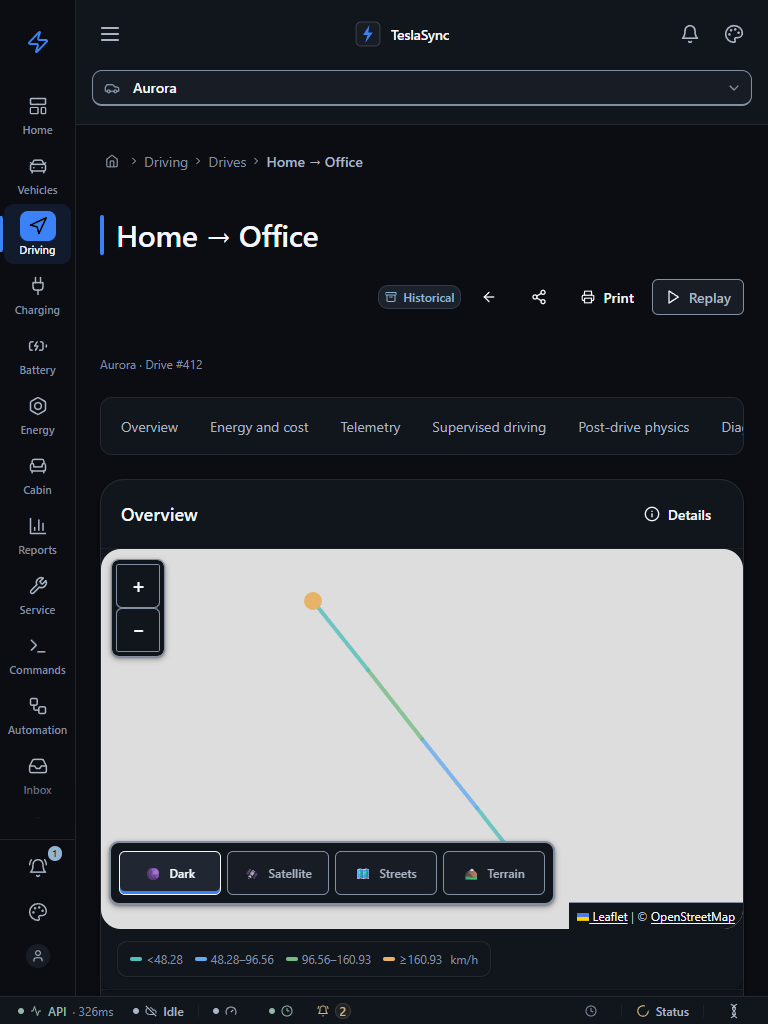 TeslaSync
Aurora
Home
Vehicles
Driving
Charging
Battery
Energy
Cabin
Reports
Service
Commands
Automation
Inbox
1
Driving
Drives
Home → Office
Home → Office
Historical
Print
Replay
Aurora · Drive #412
Overview
Energy and cost
Telemetry
Supervised driving
Post-drive physics
Overview
Details
+
−
Dark
Satellite
Streets
Terrain
Leaflet | © OpenStreetMap
<48.28
48.28–96.56
96.56–160.93
≥160.93
km/h
API · 326ms
Idle
2
Status